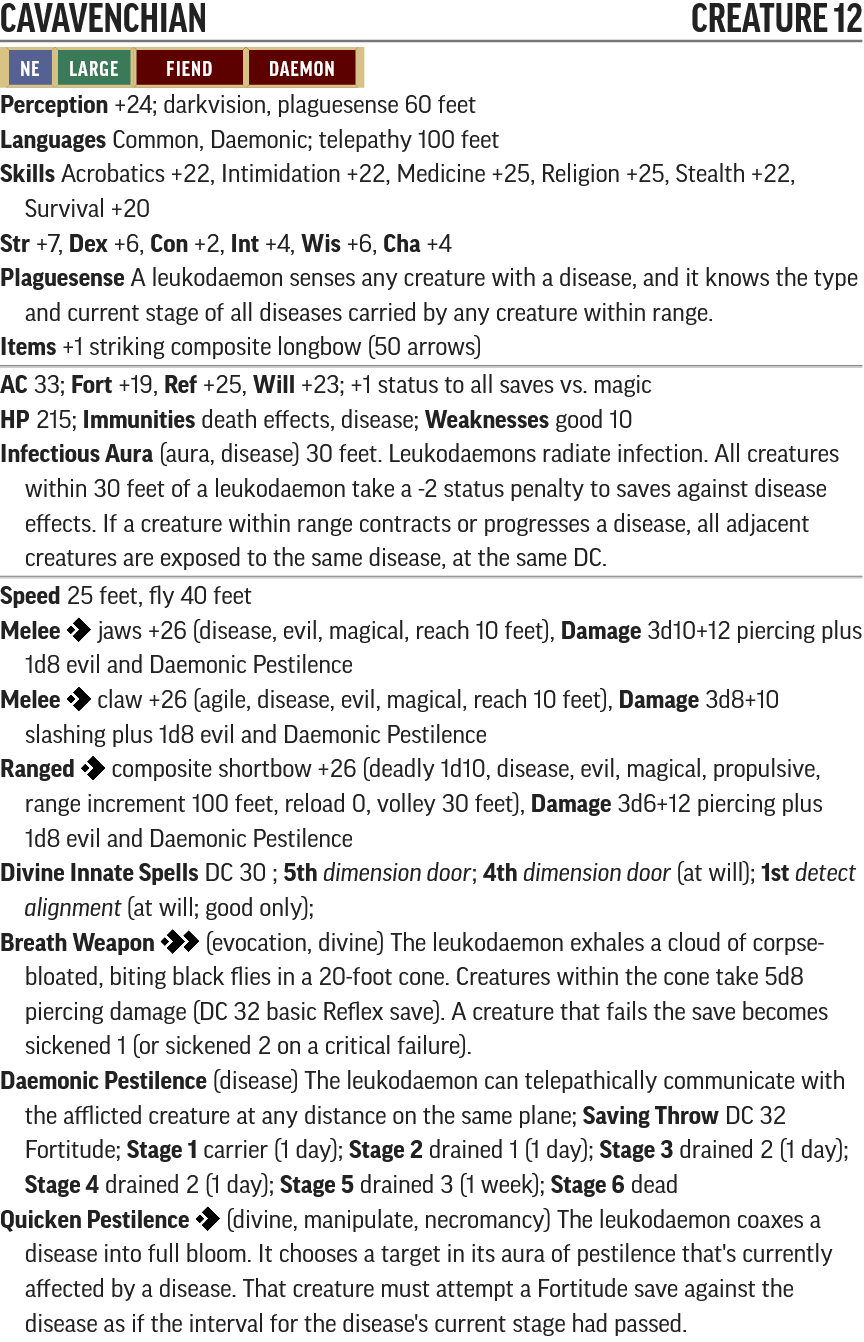 CAVAVENCHIAN CREATURE 12
NE LARGE FIEND DAEMON
Perception +24; darkvision, plaguesense 60 feet
Languages Common, Daemonic; telepathy 100 feet
Skills Acrobatics +22, Intimidation +22, Medicine +25, Religion +25, Stealth +22,
Survival +20
Str +7, Dex +6, Con +2, Int +4, Wis +6, Cha +4
Plaguesense A leukodaemon senses any creature with a disease, and it knows the type
and current stage of all diseases carried by any creature within range.
Items +1 striking composite longbow (50 arrows)
AC 33; Fort +19, Ref +25, Will +23; +1 status to all saves vs. magic
HP 215; Immunities death effects, disease; Weaknesses good 10
Infectious Aura (aura, disease) 30 feet. Leukodaemons radiate infection. All creatures
within 30 feet of a leukodaemon take a -2 status penalty to saves against disease
effects. If a creature within range contracts or progresses a disease, all adjacent
creatures are exposed to the same disease, at the same DC.
Speed 25 feet, fly 40 feet
Melee jaws +26 (disease, evil, magical, reach 10 feet), Damage 3d10+12 piercing plus
1d8 evil and Daemonic Pestilence
Melee claw +26 (agile, disease, evil, magical, reach 10 feet), Damage 3d8+10
slashing plus 1d8 evil and Daemonic Pestilence
Ranged composite shortbow +26 (deadly 1d10, disease, evil, magical, propulsive,
range increment 100 feet, reload 0, volley 30 feet), Damage 3d6+12 piercing plus
1d8 evil and Daemonic Pestilence
Divine Innate Spells DC 30 ; 5th dimension door; 4th dimension door (at will); 1st detect
alignment (at will; good only);
Breath Weapon (evocation, divine) The leukodaemon exhales a cloud of corpse-
bloated, biting black flies in a 20-foot cone. Creatures within the cone take 5d8
piercing damage (DC 32 basic Reflex save). A creature that fails the save becomes
sickened 1 (or sickened 2 on a critical failure).
Daemonic Pestilence (disease) The leukodaemon can telepathically communicate with
the afflicted creature at any distance on the same plane; Saving Throw DC 32
Fortitude; Stage 1 carrier (1 day); Stage 2 drained 1 (1 day); Stage 3 drained 2 (1 day);
Stage 4 drained 2 (1 day); Stage 5 drained 3 (1 week); Stage 6 dead
Quicken Pestilence (divine, manipulate, necromancy) The leukodaemon coaxes a
disease into full bloom. It chooses a target in its aura of pestilence that's currently
affected by a disease. That creature must attempt a Fortitude save against the
disease as if the interval for the disease's current stage had passed.